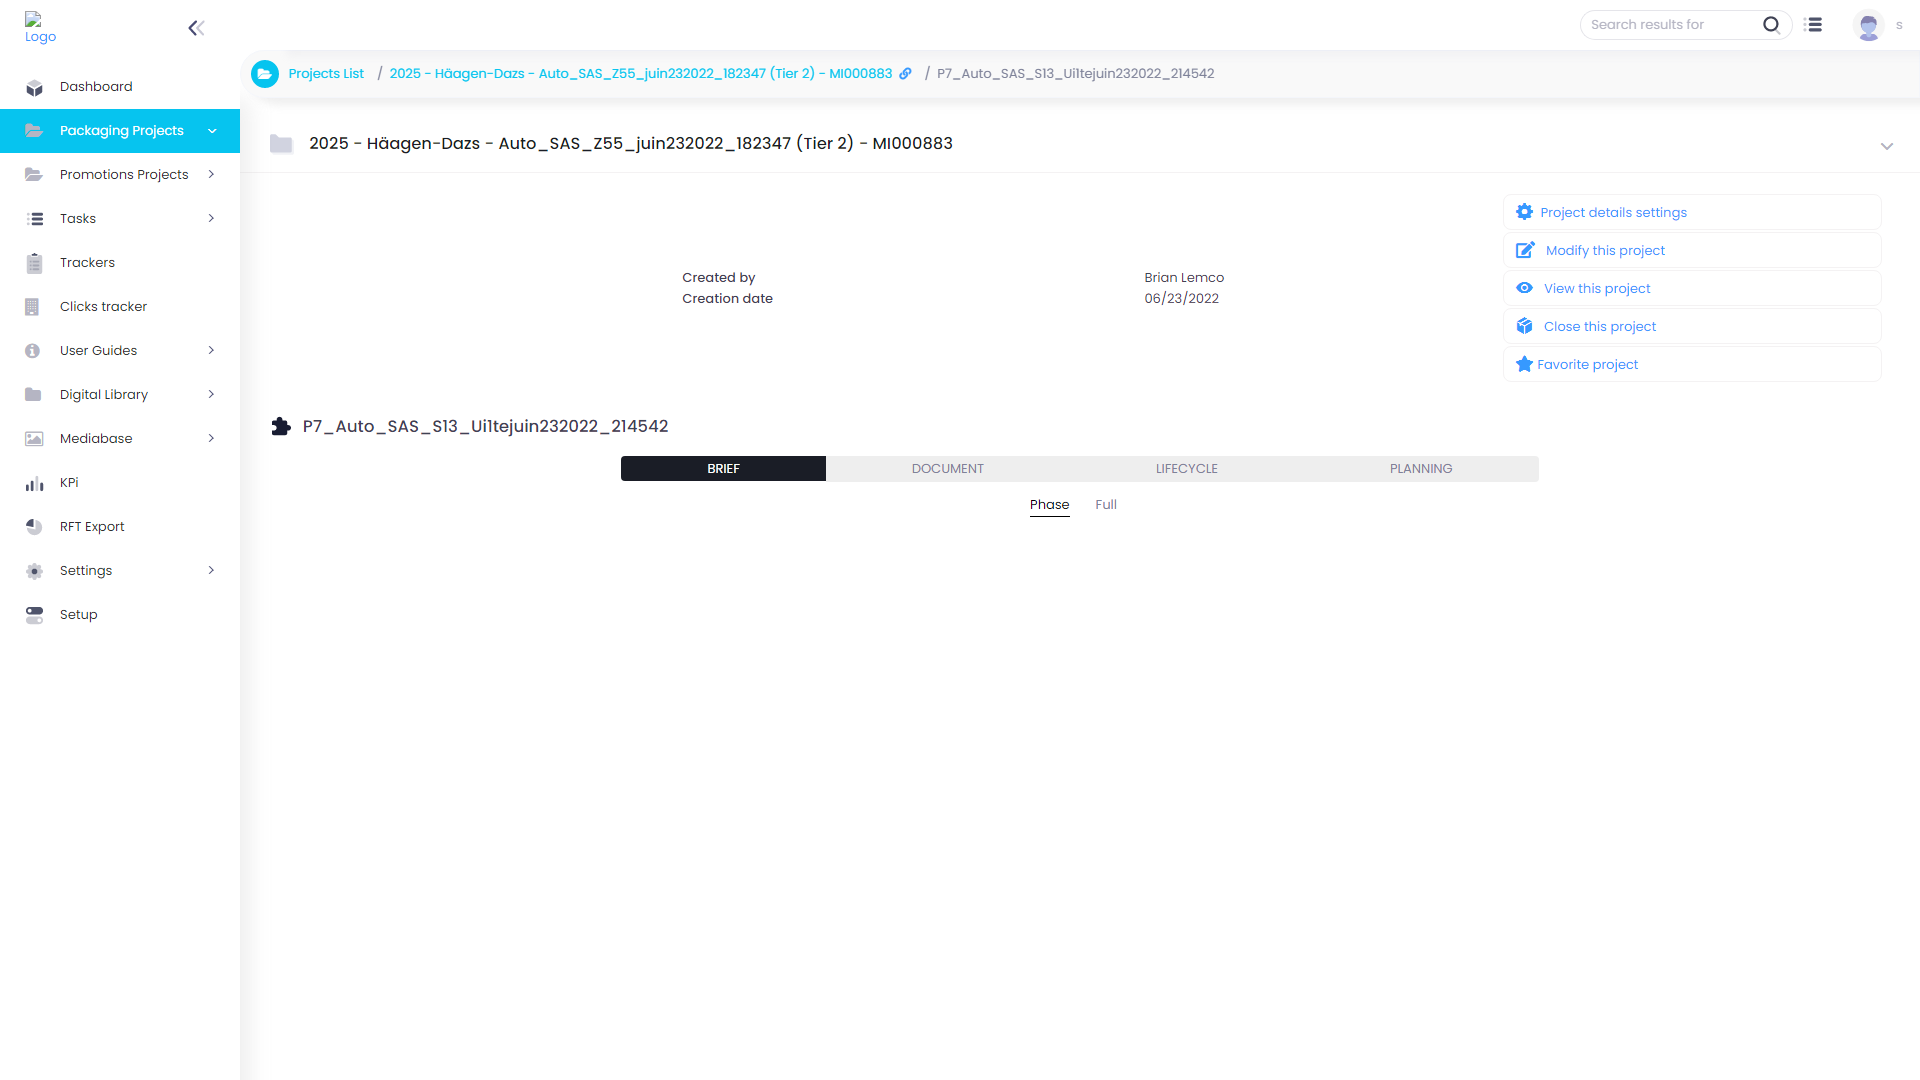 Logo
Search results for
s
Dashboard
Packaging Projects
Promotions Projects
Tasks
Trackers
Clicks tracker
User Guides
Digital Library
Mediabase
KPi
RFT Export
Settings
Setup
Projects List / 2025 - Häagen-Dazs - Auto_SAS_Z55_juin232022_182347 (Tier 2) - MI000883 / P7_Auto_SAS_S13_Ui1tejuin232022_214542
2025 - Häagen-Dazs - Auto_SAS_Z55_juin232022_182347 (Tier 2) - MI000883
Created by Brian Lemco
Creation date 06/23/2022
Project details settings
Modify this project
View this project
Close this project
Favorite project
P7_Auto_SAS_S13_Ui1tejuin232022_214542
BRIEF DOCUMENT LIFECYCLE PLANNING
Phase Full